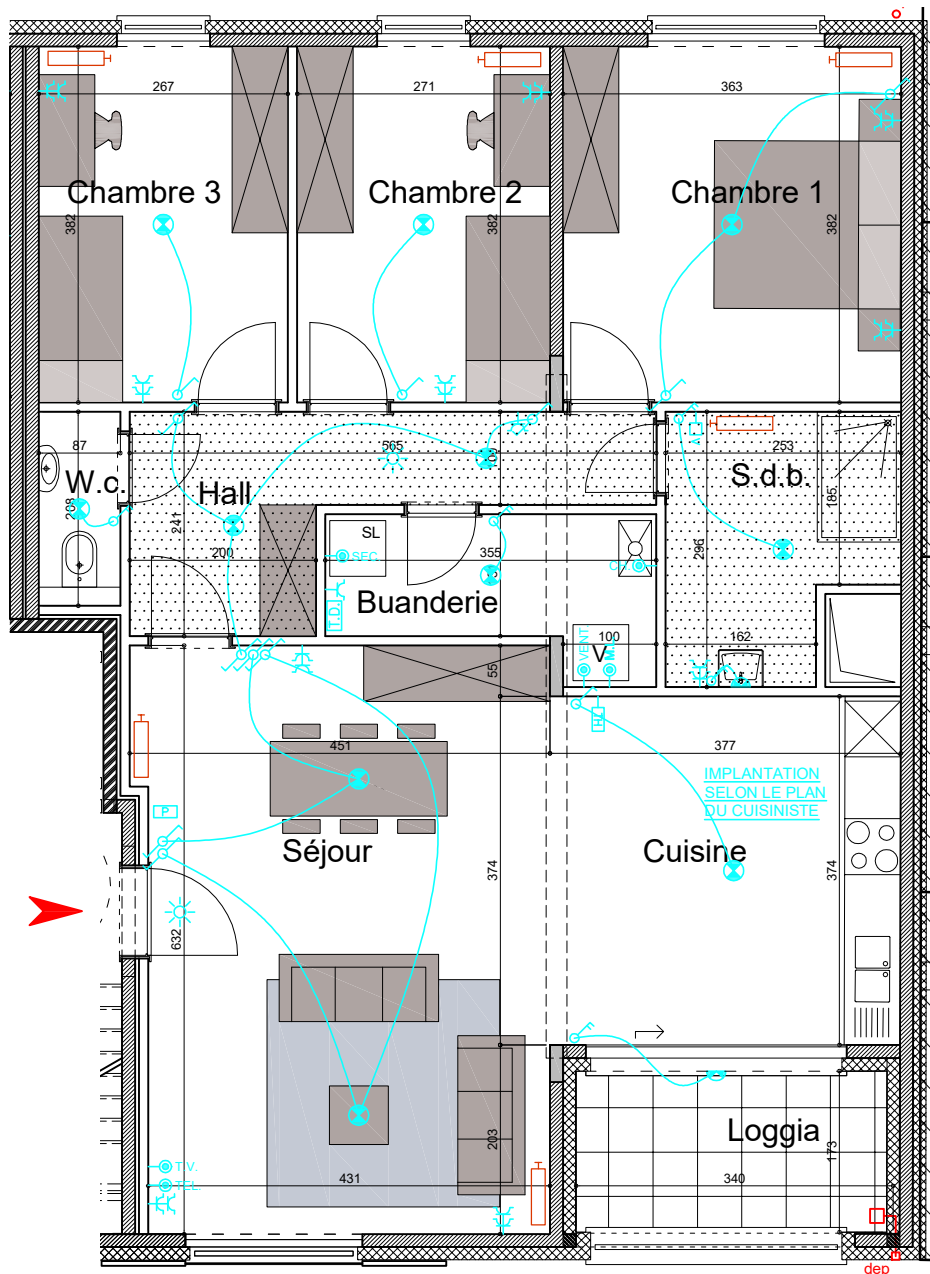 267
271
363
Chambre 3
Chambre 2
Chambre 1
382
382
382
87
565
253
W.c.
Hall
S.d.b.
208
241
185
SL
200
SEC
355
296
Buanderie
T.D.
100
162
VENT.
V
55
451
377
IMPLANTATION
SELON LE PLAN
DU CUISINISTE
P
TH
Séjour
Cuisine
374
374
632
Loggia
203
173
T.V.
TEL.
431
340
dep